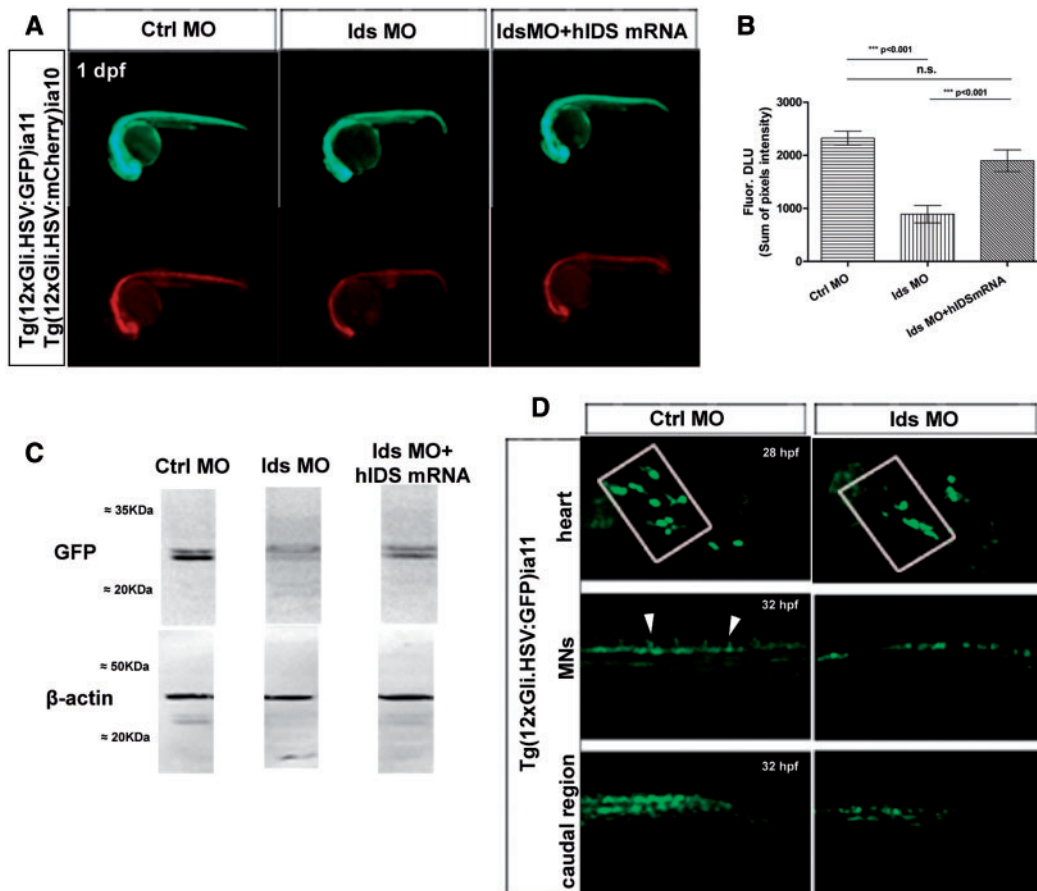 A
Ctrl MO
Ids MO
IdsMO+hIDS mRNA
1 dpf
Tg(12xGli.HSV:GFP)ia11
Tg(12xGli.HSV:mCherry)ia10
B
*** p<0.001
n.s.
*** p<0.001
Fluor. DLU
(Sum of pixels intensity)
3000
2000
1000
0
Ctrl MO
Ids MO
Ids MO+hIDSmRNA
C
Ctrl MO
Ids MO
Ids MO+
hIDS mRNA
≈ 35KDa
GFP
≈ 20KDa
≈ 50KDa
β-actin
≈ 20KDa
D
Ctrl MO
Ids MO
Tg(12xGli.HSV:GFP)ia11
heart
28 hpf
MNs
32 hpf
caudal region
32 hpf